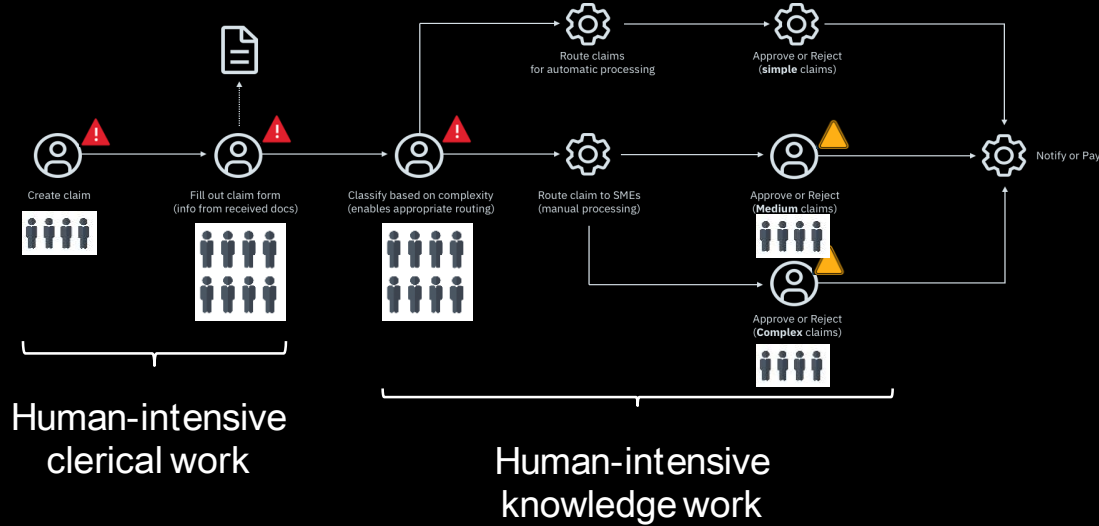 Route claims
for automatic processing
Approve or Reject
(simple claims)
Create claim
Fill out claim form
(info from received docs)
Classify based on complexity
(enables appropriate routing)
Route claim to SMEs
(manual processing)
Approve or Reject
(Medium claims)
Notify or Pay
Approve or Reject
(Complex claims)
Human-intensive
clerical work
Human-intensive
knowledge work